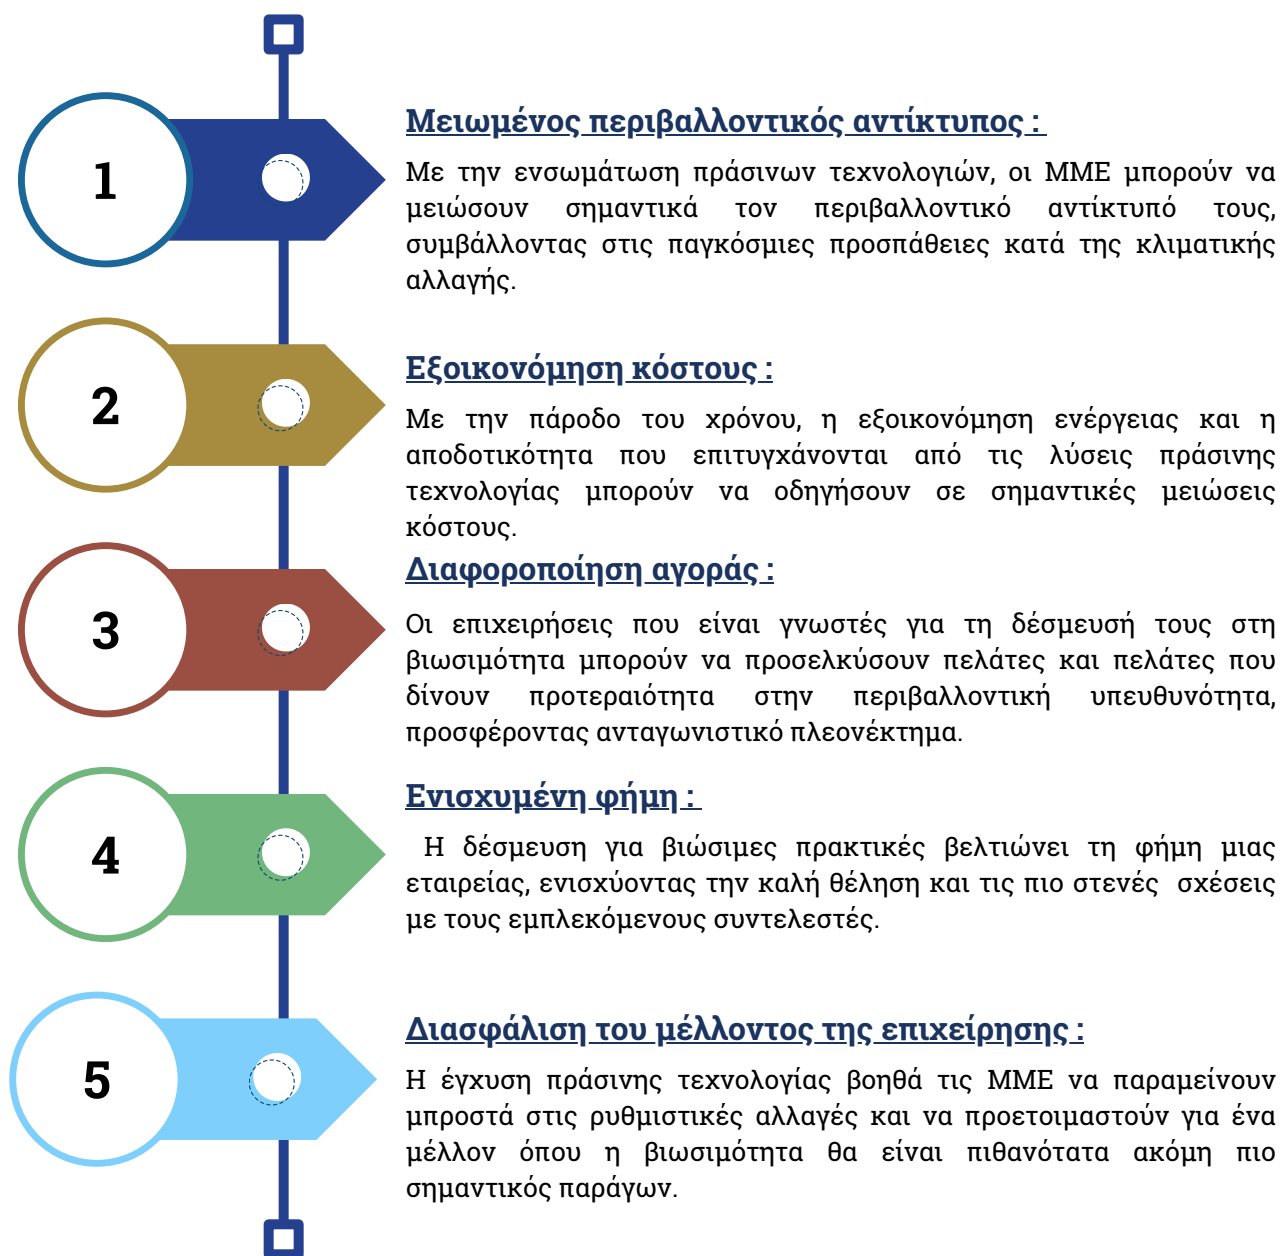 1
Μειωμένος περιβαλλοντικός αντίκτυπος :
Με την ενσωμάτωση πράσινων τεχνολογιών, οι ΜΜΕ μπορούν να
μειώσουν σημαντικά τον περιβαλλοντικό αντίκτυπό τους,
συμβάλλοντας στις παγκόσμιες προσπάθειες κατά της κλιματικής
αλλαγής.
2
Εξοικονόμηση κόστους :
Με την πάροδο του χρόνου, η εξοικονόμηση ενέργειας και η
αποδοτικότητα που επιτυγχάνονται από τις λύσεις πράσινης
τεχνολογίας μπορούν να οδηγήσουν σε σημαντικές μειώσεις
κόστους.
3
Διαφοροποίηση αγοράς :
Οι επιχειρήσεις που είναι γνωστές για τη δέσμευσή τους στη
βιωσιμότητα μπορούν να προσελκύσουν πελάτες και πελάτες που
δίνουν προτεραιότητα στην περιβαλλοντική υπευθυνότητα,
προσφέροντας ανταγωνιστικό πλεονέκτημα.
4
Ενισχυμένη φήμη :
Η δέσμευση για βιώσιμες πρακτικές βελτιώνει τη φήμη μιας
εταιρείας, ενισχύοντας την καλή θέληση και τις πιο στενές σχέσεις
με τους εμπλεκόμενους συντελεστές.
5
Διασφάλιση του μέλλοντος της επιχείρησης :
Η έγχυση πράσινης τεχνολογίας βοηθά τις ΜΜΕ να παραμείνουν
μπροστά στις ρυθμιστικές αλλαγές και να προετοιμαστούν για ένα
μέλλον όπου η βιωσιμότητα θα είναι πιθανότατα ακόμη πιο
σημαντικός παράγων.